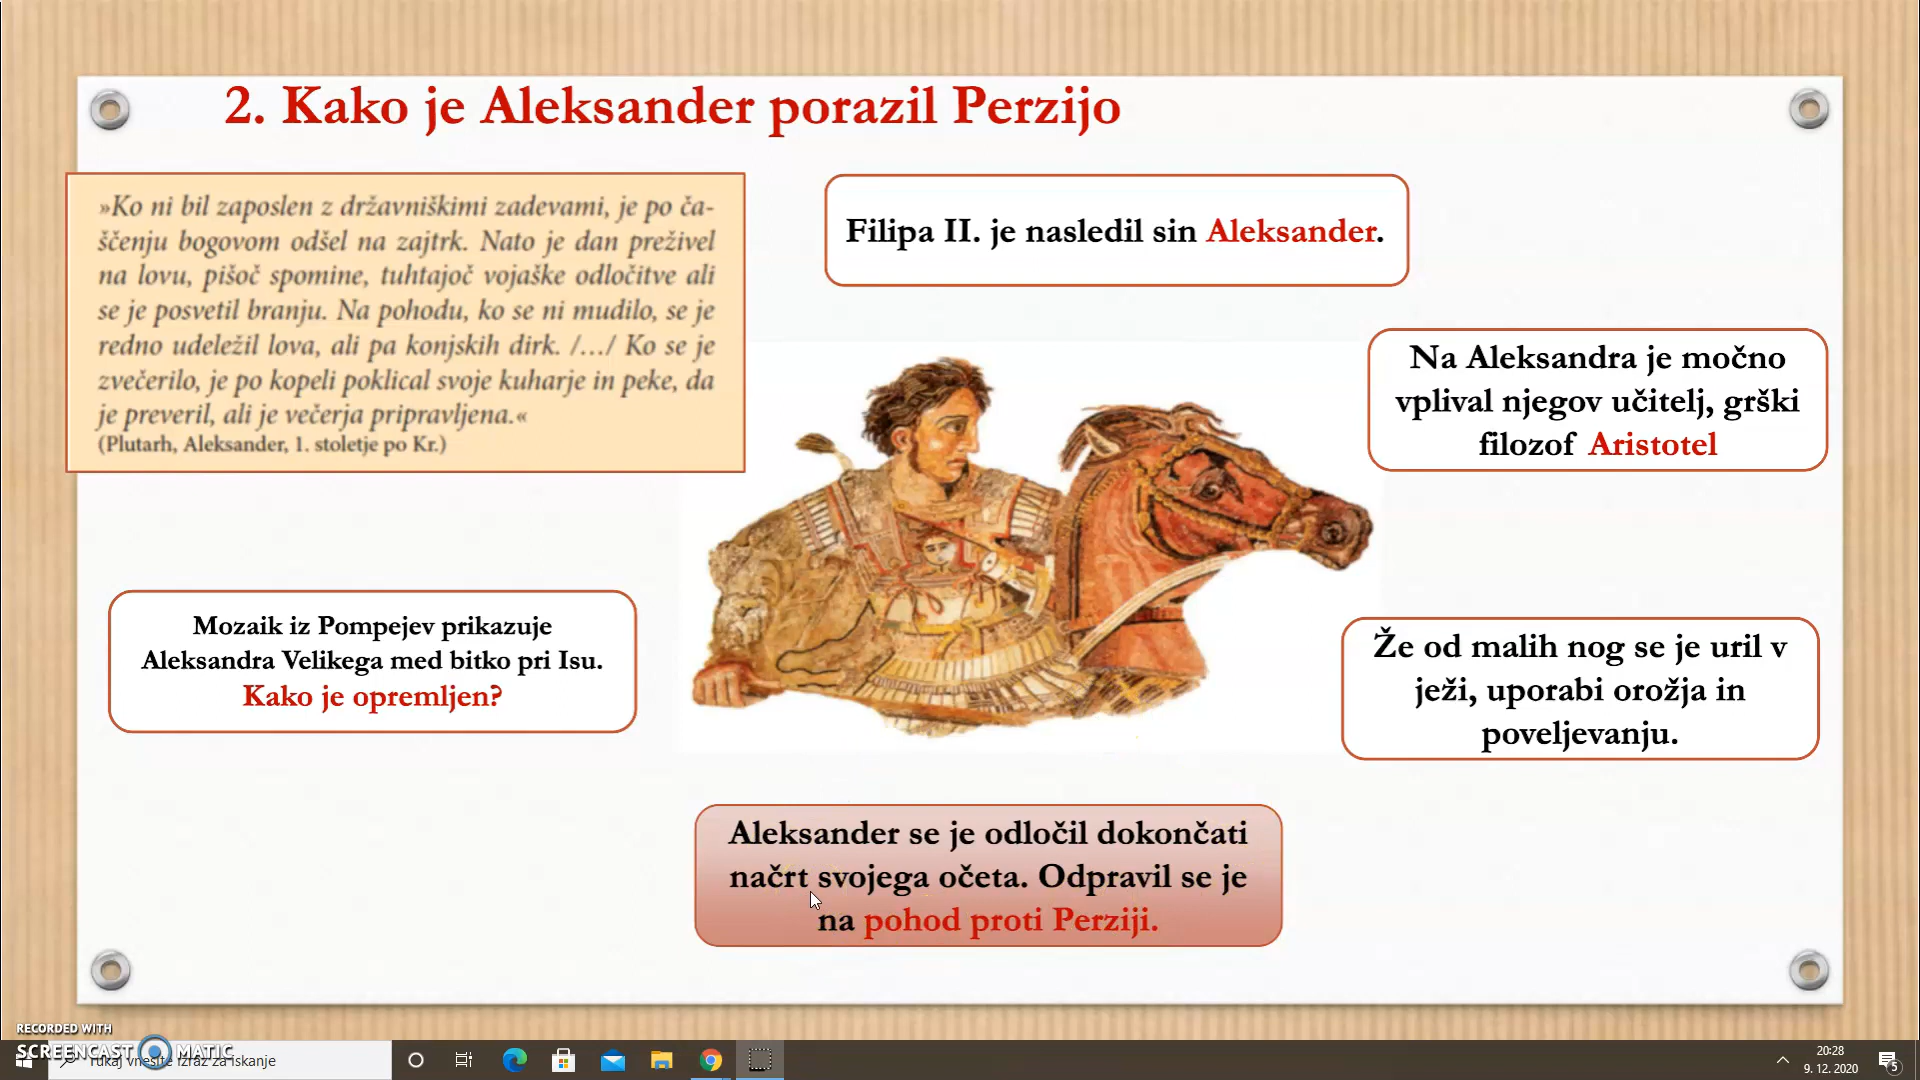 2. Kako je Aleksander porazil Perzijo
»Ko ni bil zaposlen z državniškimi zadevami, je po ča-
ščenju bogovom odšel na zajtrk. Nato je dan preživel
na lovu, pišoč spomine, tuhtajoč vojaške odločitve ali
se je posvetil branju. Na pohodu, ko se ni mudilo, se je
redno udeležil lova, ali pa konjskih dirk. /…/ Ko se je
zvečerilo, je po kopeli poklical svoje kuharje in peke, da
je preveril, ali je večerja pripravljena.«
(Plutarh, Aleksander, 1. stoletje po Kr.)
Filipa II. je nasledil sin Aleksander.
Na Aleksandra je močno
vplival njegov učitelj, grški
filozof Aristotel
Mozaik iz Pompejev prikazuje
Aleksandra Velikega med bitko pri Isu.
Kako je opremljen?
Že od malih nog se je uril v
ježi, uporabi orožja in
poveljevanju.
Aleksander se je odločil dokončati
načrt svojega očeta. Odpravil se je
na pohod proti Perziji.
RECORDED WITH
SCREENCAST MATIC
Tukaj vnesite izraz za iskanje
20:28
9. 12. 2020
5